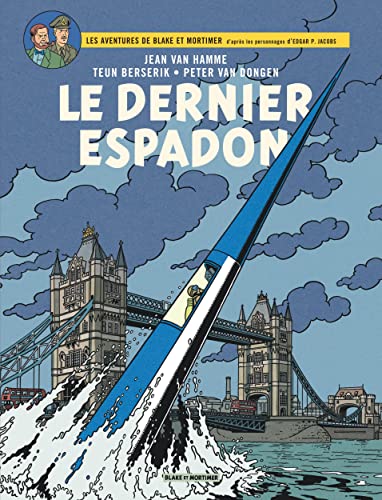 LES AVENTURES DE BLAKE ET MORTIMER d'après les personnages d'EDGAR P. JACOBS
JEAN VAN HAMME
TEUN BERSERIK • PETER VAN DONGEN
LE DERNIER
ESPADON
BLAKE ET MORTIMER